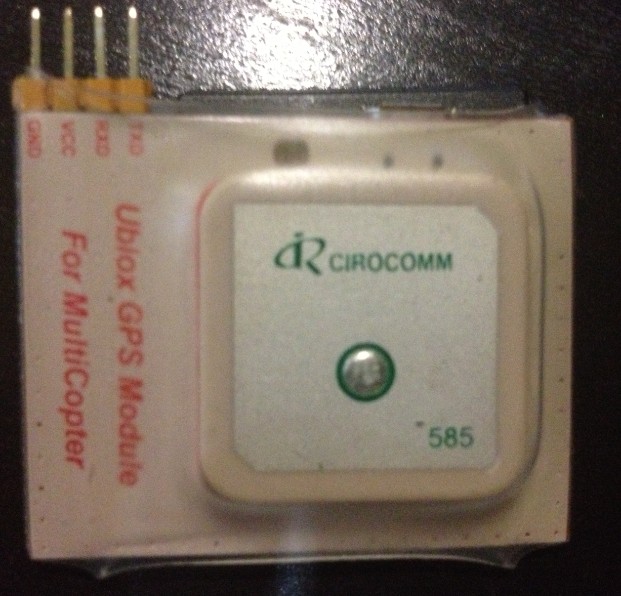 GND
VCC
RXD
TXD
Ublox GPS Module
For MultiCopter
CIROCOMM
585